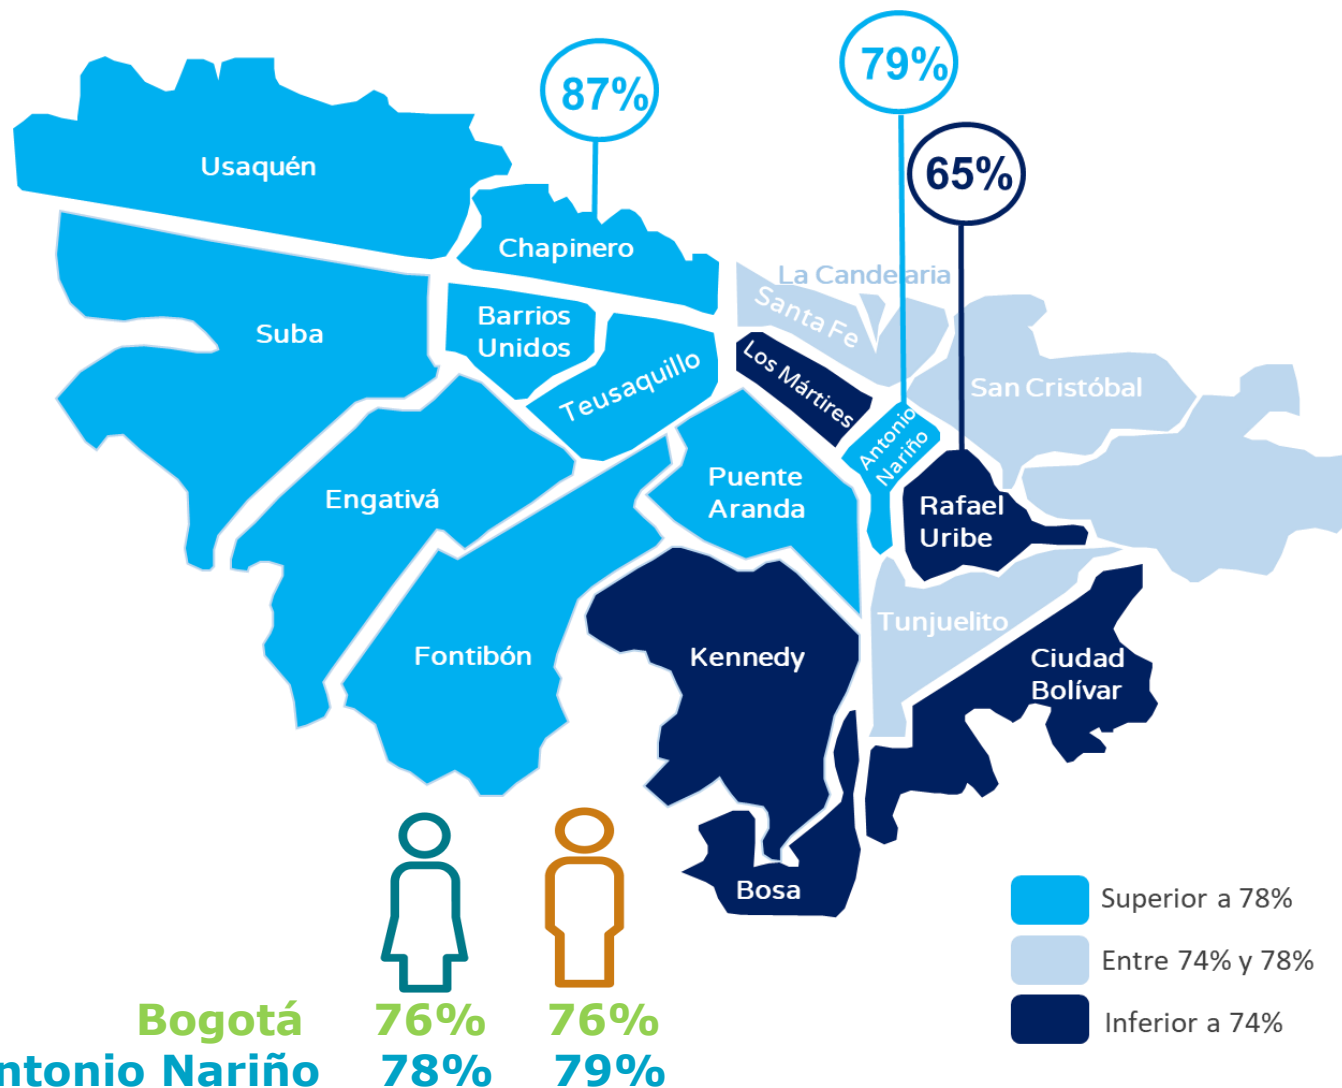 79%
87%
65%
Usaquén
Chapinero
La Candelaria
Santa Fe
Barrios
Unidos
Suba
Teusaquillo
Los Mártires
San Cristóbal
Antonio
Nariño
Engativá
Puente
Aranda
Rafael
Uribe
Tunjuelito
Fontibón
Kennedy
Ciudad
Bolívar
Bosa
Superior a 78%
Entre 74% y 78%
Inferior a 74%
Bogotá 76% 76%
ntonio Nariño 78% 79%